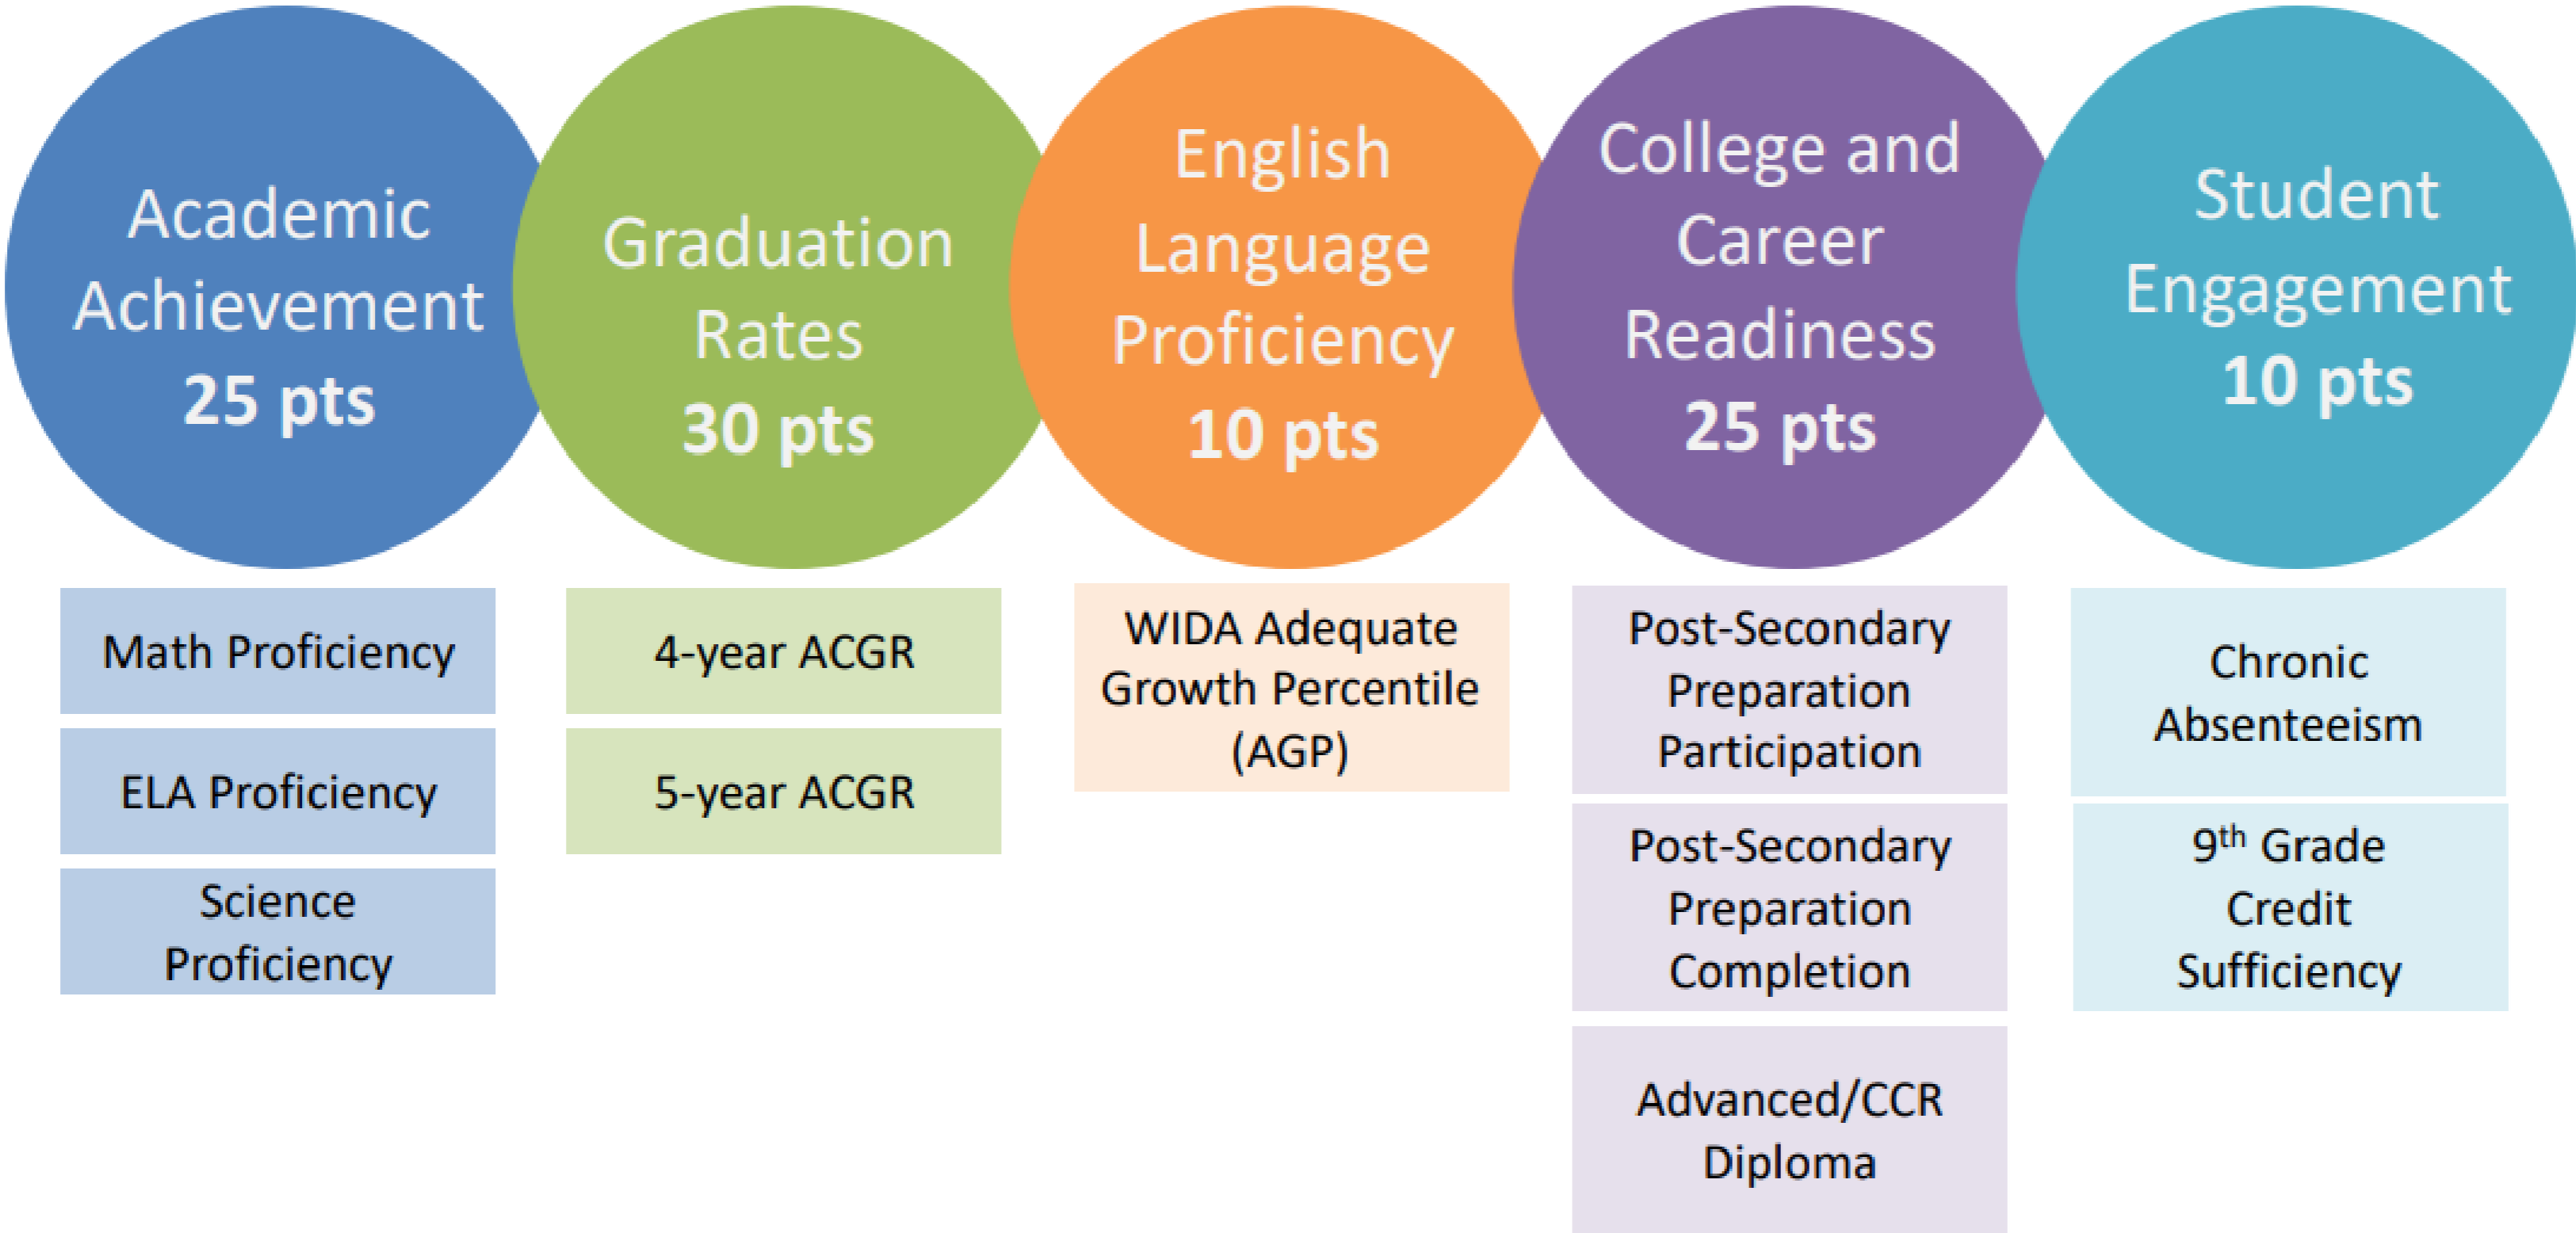 Academic
Achievement
25 pts
Graduation
Rates
30 pts
English
Language
Proficiency
10 pts
College and
Career
Readiness
25 pts
Student
Engagement
10 pts
Math Proficiency
ELA Proficiency
Science
Proficiency
4-year ACGR
5-year ACGR
WIDA Adequate
Growth Percentile
(AGP)
Post-Secondary
Preparation
Participation
Post-Secondary
Preparation
Completion
Advanced/CCR
Diploma
Chronic
Absenteeism
9th Grade
Credit
Sufficiency